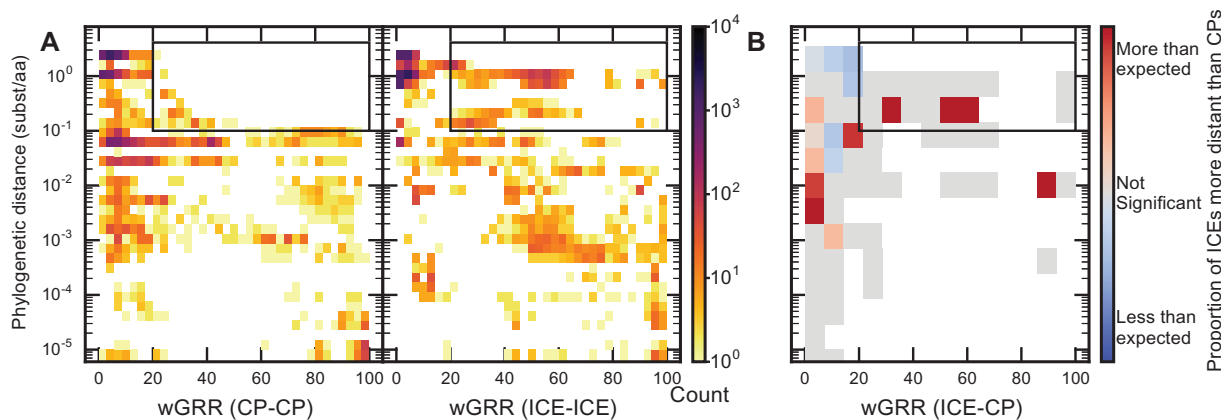 A
B
Phylogenetic distance (subst/aa)
10^0
10^-1
10^-2
10^-3
10^-4
10^-5
0 20 40 60 80 100
wGRR (CP-CP)
0 20 40 60 80 100
wGRR (ICE-ICE)
10^4
10^3
10^2
10^1
10^0
Count
0 20 40 60 80 100
wGRR (ICE-CP)
More than
expected
Not
Significant
Less than
expected
Proportion of ICEs more distant than CPs